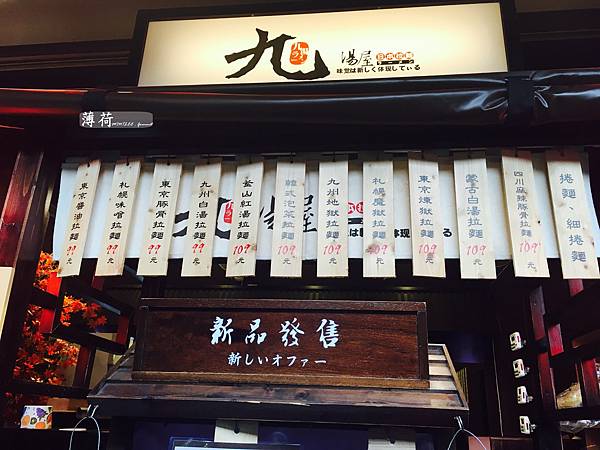 九
九湯屋
日本拉麵
味覚は新しく体現している
薄荷
東京醬油拉麵 99元
札幌味噌拉麵 99元
東京豚骨拉麵 99元
九州白湯拉麵 99元
釜山紅湯拉麵 109元
韓式泡菜拉麵 109元
九州地獄拉麵 109元
札幌魔獄拉麵 109元
東京煉獄拉麵 109元
蒙古白湯拉麵 109元
四川麻辣豚骨拉麵 109元
捲麵、細捲麵
新品發售
新しいオファー